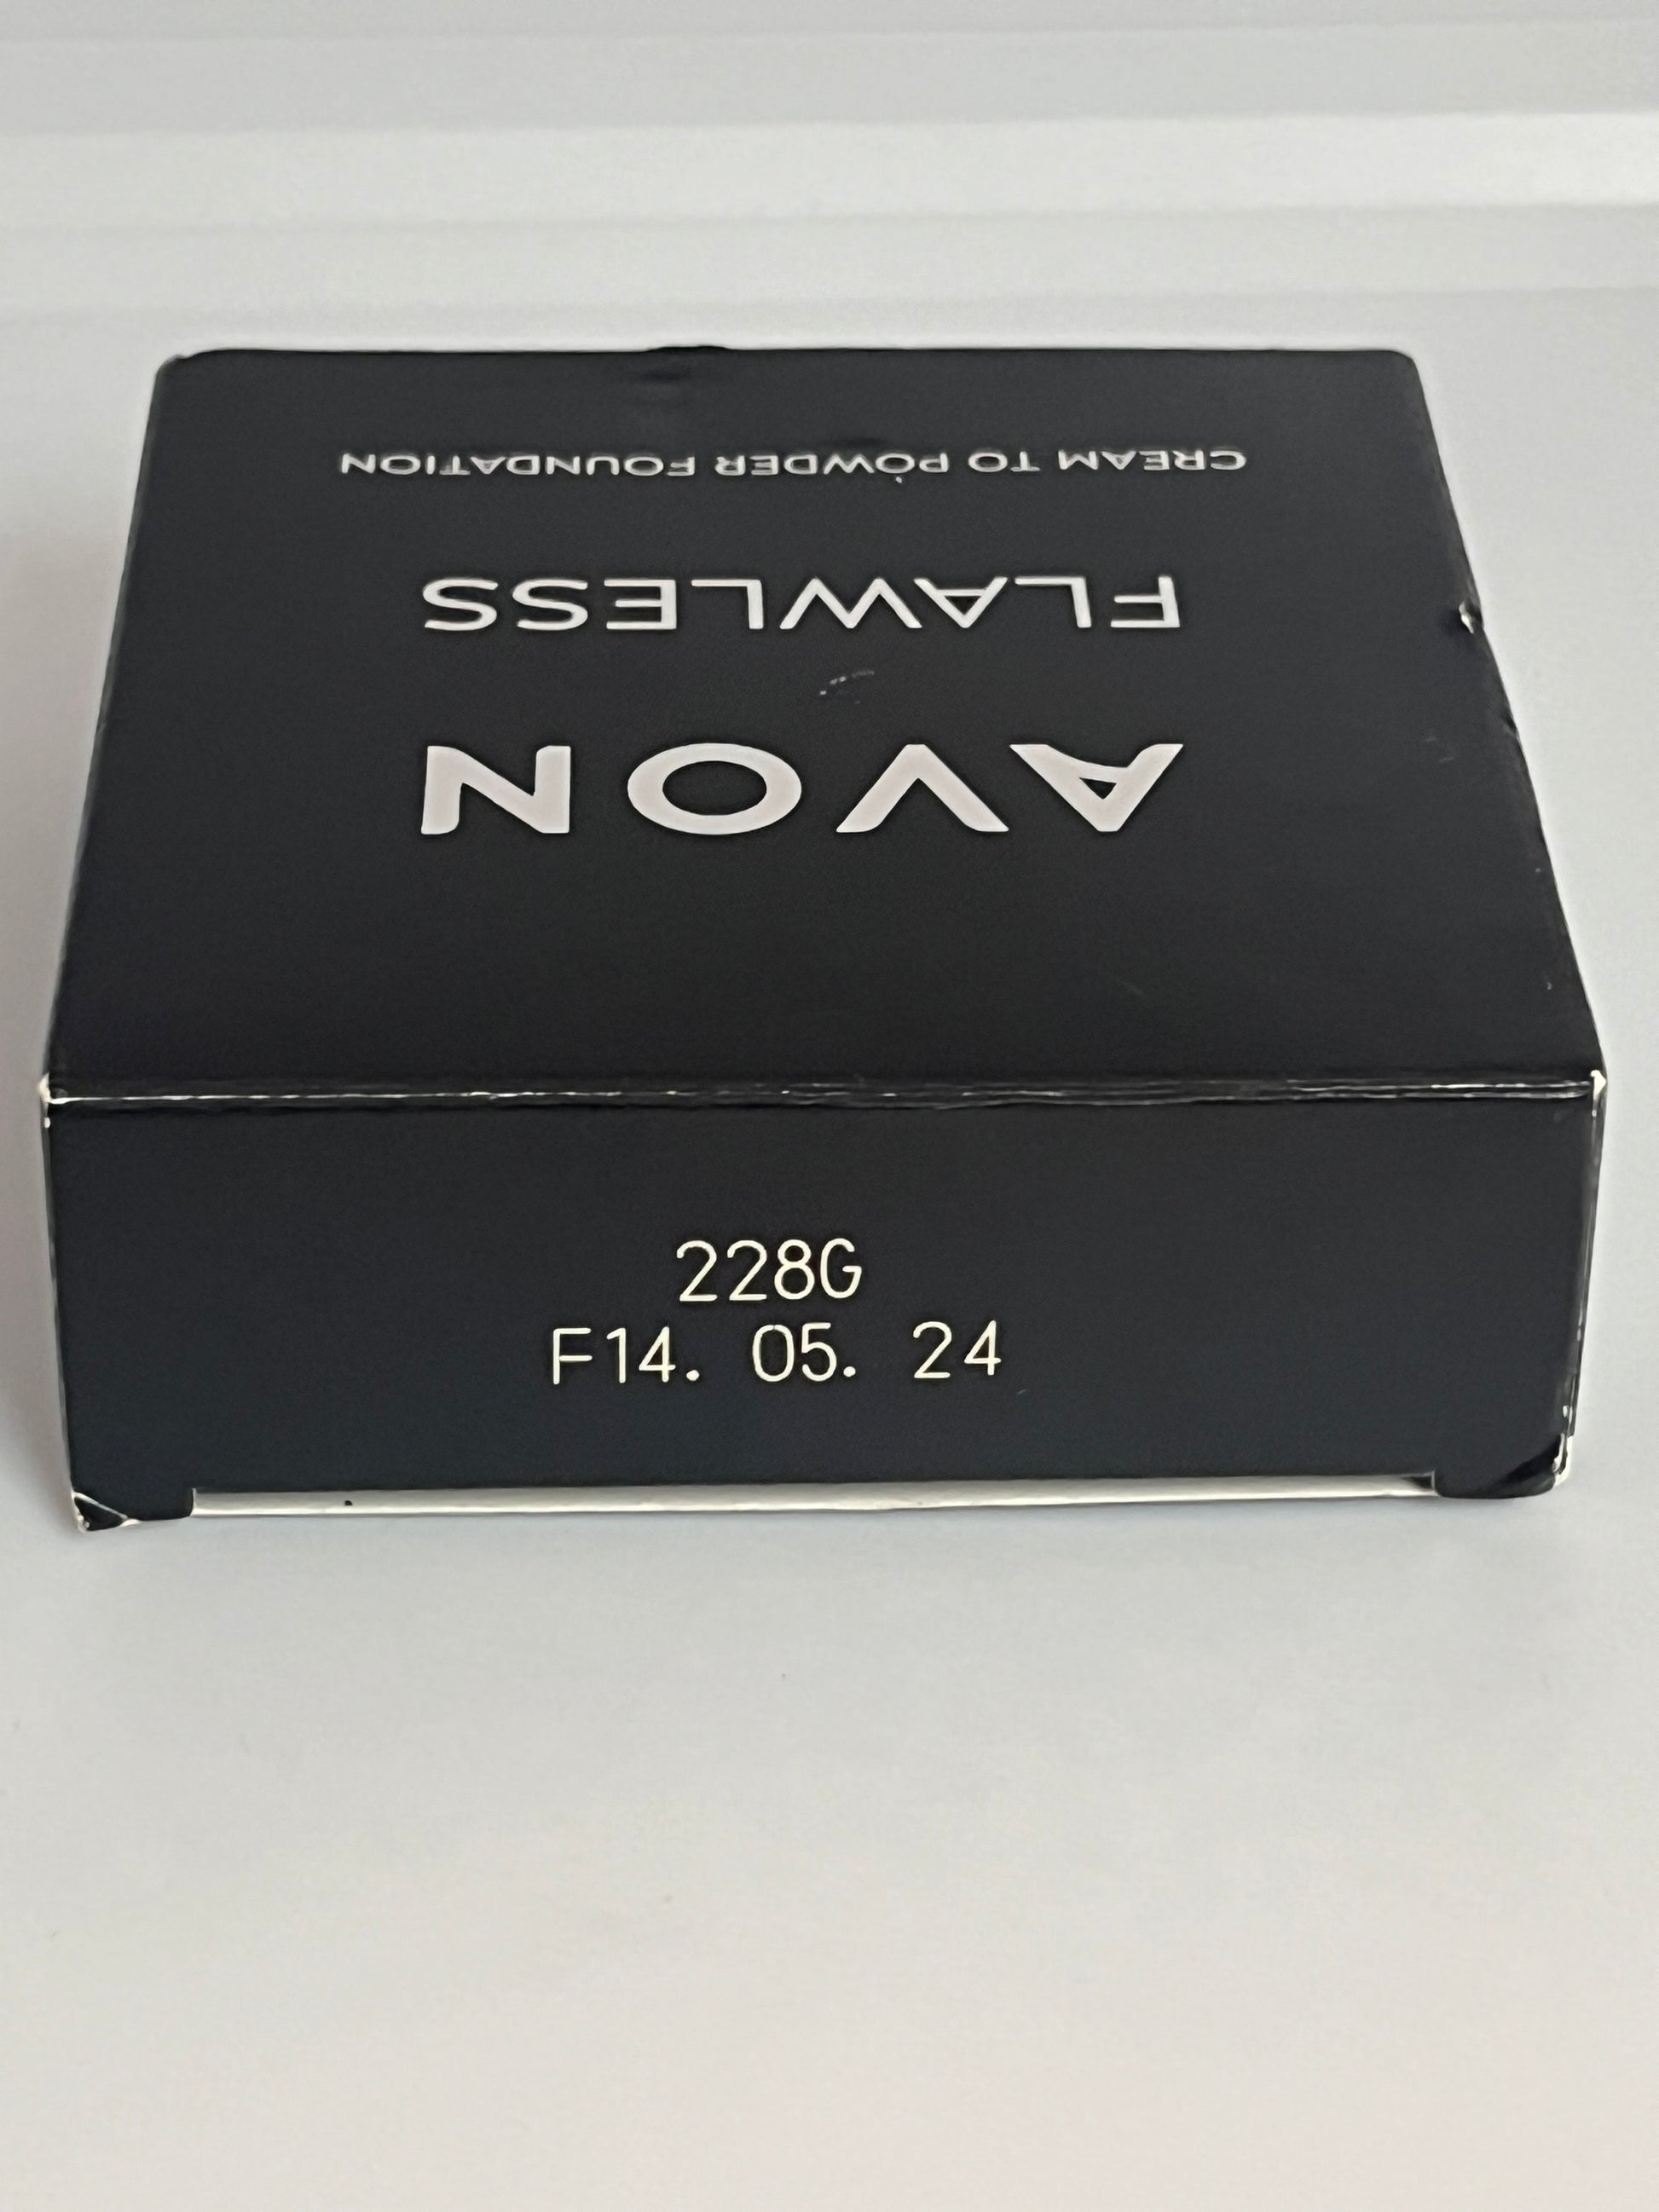 AVON
FLAWLESS
CREAM TO POWDER FOUNDATION
228G
F14. 05. 24